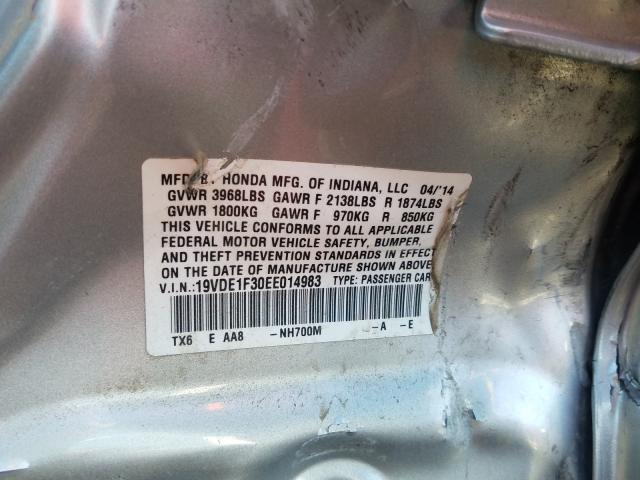 MFD. BY HONDA MFG. OF INDIANA, LLC 04/'14
GVWR 3968LBS GAWR F 2138LBS R 1874LBS
GVWR 1800KG GAWR F 970KG R 850KG
THIS VEHICLE CONFORMS TO ALL APPLICABLE
FEDERAL MOTOR VEHICLE SAFETY, BUMPER,
AND THEFT PREVENTION STANDARDS IN EFFECT
ON THE DATE OF MANUFACTURE SHOWN ABOVE.
V.I.N.:19VDE1F30EE014983 TYPE: PASSENGER CAR
TX6 E AA8 -NH700M -A -E